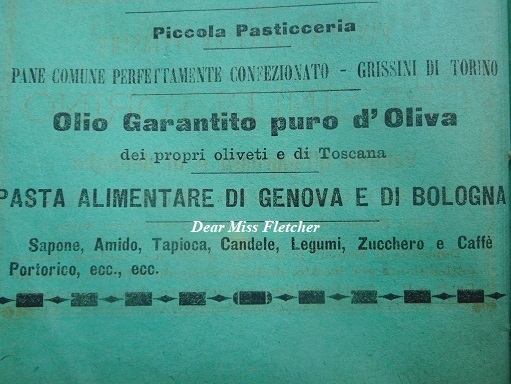 Piccola Pasticceria
PANE COMUNE PERFETTAMENTE CONFEZIONATO - GRISSINI DI TORINO
Olio Garantito puro d'Oliva
dei propri oliveti e di Toscana
PASTA ALIMENTARE DI GENOVA E DI BOLOGNA
Dear Miss Fletcher
Sapone, Amido, Tapioca, Candele, Legumi, Zucchero e Caffè
Portorico, ecc., ecc.